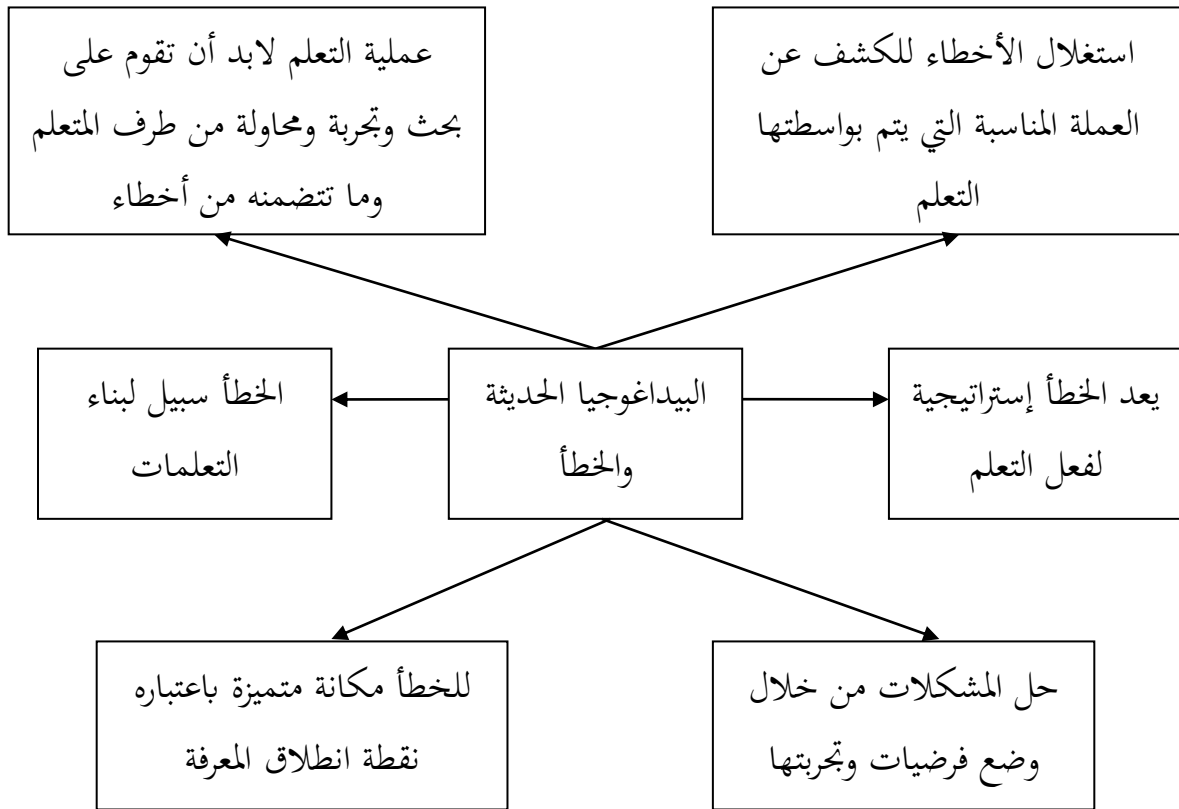 استغلال الأخطاء للكشف عن
العملة المناسبة التي يتم بواسطتها
التعلم
عملية التعلم لابد أن تقوم على
بحث وتجربة ومحاولة من طرف المتعلم
وما تتضمنه من أخطاء
يعد الخطأ إستراتيجية
لفعل التعلم
البيداغوجيا الحديثة
والخطأ
الخطأ سبيل لبناء
التعلمات
حل المشكلات من خلال
وضع فرضيات وتجربتها
للخطأ مكانة متميزة باعتباره
نقطة انطلاق المعرفة